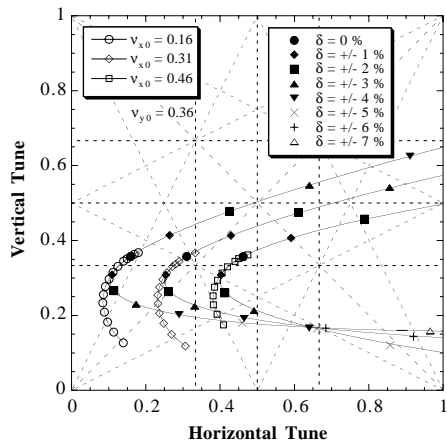 ν_x0 = 0.16
ν_x0 = 0.31
ν_x0 = 0.46
ν_y0 = 0.36
δ = 0 %
δ = +/- 1 %
δ = +/- 2 %
δ = +/- 3 %
δ = +/- 4 %
δ = +/- 5 %
δ = +/- 6 %
δ = +/- 7 %
Vertical Tune
1
0.8
0.6
0.4
0.2
0
0 0.2 0.4 0.6 0.8 1
Horizontal Tune